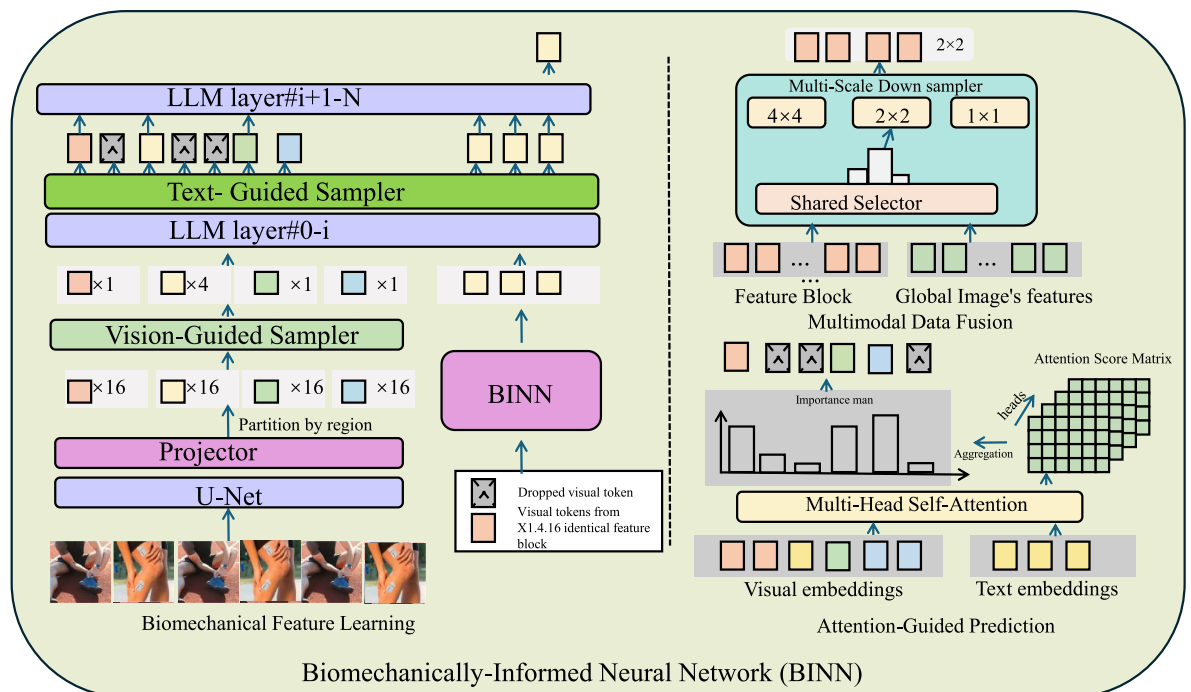 LLM layer#i+1-N
Text- Guided Sampler
LLM layer#0-i
×1
×4
×1
×1
Vision-Guided Sampler
×16
×16
×16
×16
Partition by region
Projector
U-Net
BINN
Dropped visual token
Visual tokens from
X1.4.16 identical feature
block
Biomechanical Feature Learning
2×2
Multi-Scale Down sampler
4×4
2×2
1×1
Shared Selector
...
...
...
Feature Block
Global Image's features
Multimodal Data Fusion
Attention Score Matrix
Importance man
heads
Aggregation
Multi-Head Self-Attention
Visual embeddings
Text embeddings
Attention-Guided Prediction
Biomechanically-Informed Neural Network (BINN)